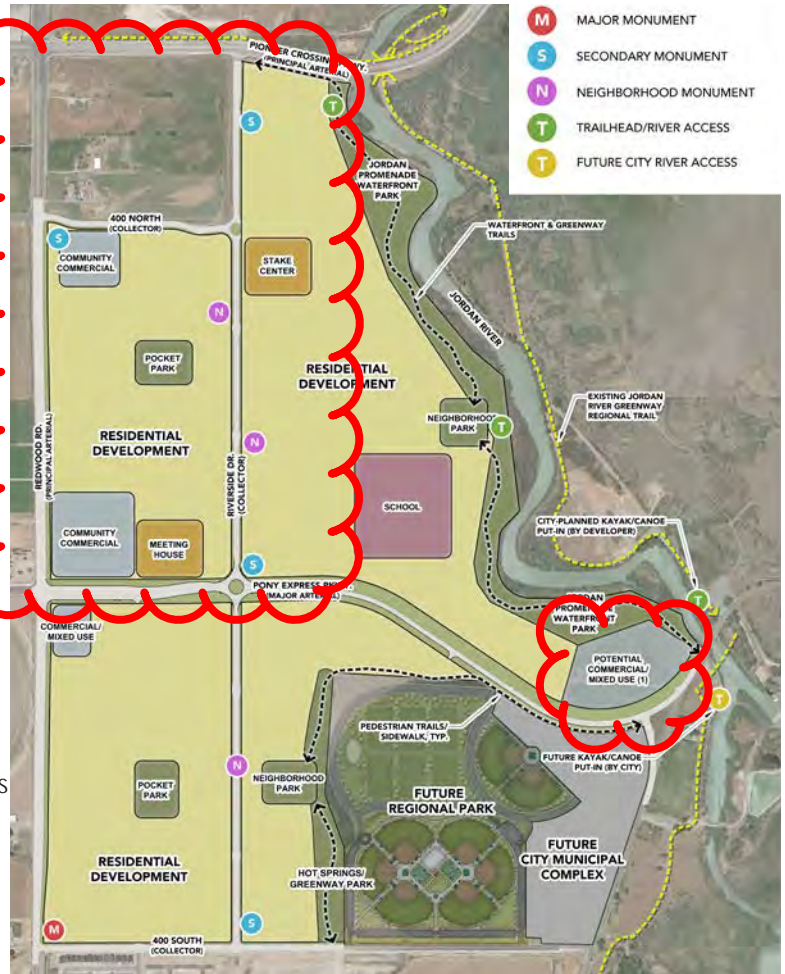 M MAJOR MONUMENT
S SECONDARY MONUMENT
N NEIGHBORHOOD MONUMENT
T TRAILHEAD/RIVER ACCESS
T FUTURE CITY RIVER ACCESS
PIONEER CROSSING
(PRINCIPAL ARTERIAL)
S
T
JORDAN
PROMENADE
WATERFRONT
PARK
400 NORTH
(COLLECTOR)
WATERFRONT & GREENWAY
TRAILS
S
COMMUNITY
COMMERCIAL
STAKE
CENTER
JORDAN RIVER
N
POCKET
PARK
RESIDENTIAL
DEVELOPMENT
EXISTING JORDAN
RIVER GREENWAY
REGIONAL TRAIL
NEIGHBORHOOD
PARK
T
REDWOOD RD.
(PRINCIPAL ARTERIAL)
RESIDENTIAL
DEVELOPMENT
N
RIVERSIDE DR.
(COLLECTOR)
SCHOOL
COMMUNITY
COMMERCIAL
MEETING
HOUSE
CITY-PLANNED KAYAK/CANOE
PUT-IN (BY DEVELOPER)
S
PONY EXPRESS
(MAJOR ARTERIAL)
T
COMMERCIAL/
MIXED USE
JORDAN
PROMENADE
WATERFRONT
PARK
POTENTIAL
COMMERCIAL/
MIXED USE (1)
T
PEDESTRIAN TRAILS/
SIDEWALK, TYP.
FUTURE KAYAK/CANOE
PUT-IN (BY CITY)
N
POCKET
PARK
NEIGHBORHOOD
PARK
FUTURE
REGIONAL PARK
S
RESIDENTIAL
DEVELOPMENT
HOT SPRINGS/
GREENWAY PARK
FUTURE
CITY MUNICIPAL
COMPLEX
M
S
400 SOUTH
(COLLECTOR)